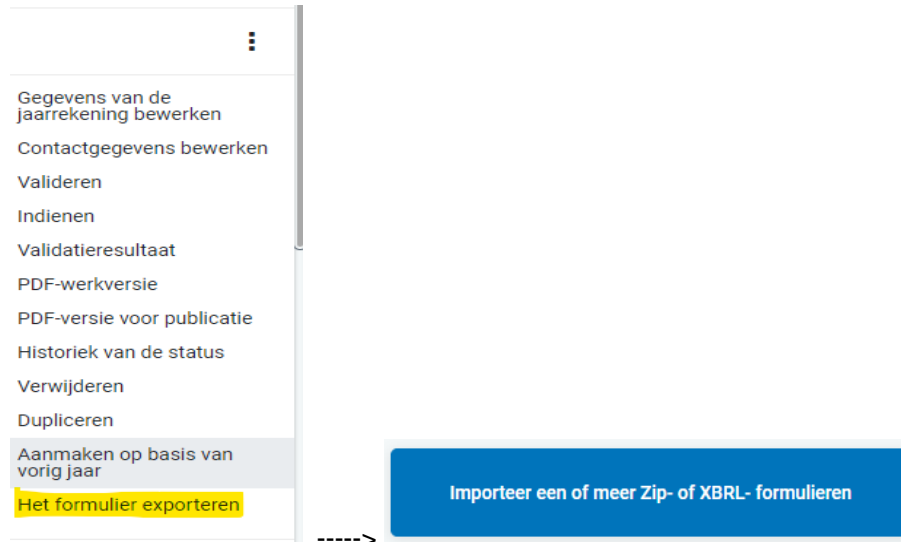 Gegevens van de
jaarrekening bewerken
Contactgegevens bewerken
Valideren
Indienen
Validatieresultaat
PDF-werkversie
PDF-versie voor publicatie
Historiek van de status
Verwijderen
Dupliceren
Aanmaken op basis van
vorig jaar
Het formulier exporteren
----->
Importeer een of meer Zip- of XBRL- formulieren